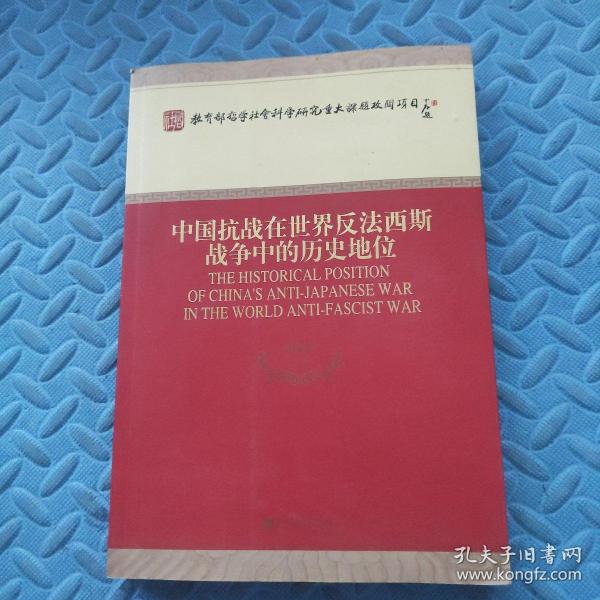 教育部哲学社会科学研究重大课题攻关项目
中国抗战在世界反法西斯
战争中的历史地位
THE HISTORICAL POSITION
OF CHINA'S ANTI-JAPANESE WAR
IN THE WORLD ANTI-FASCIST WAR
孔夫子旧书网
www.kongfz.com